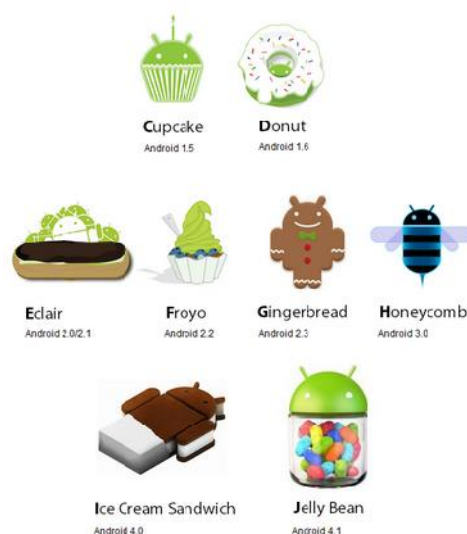 Cupcake
Android 1.5
Donut
Android 1.6
Eclair
Android 2.0/2.1
Froyo
Android 2.2
Gingerbread
Android 2.3
Honeycomb
Android 3.0
Ice Cream Sandwich
Android 4.0
Jelly Bean
Android 4.1